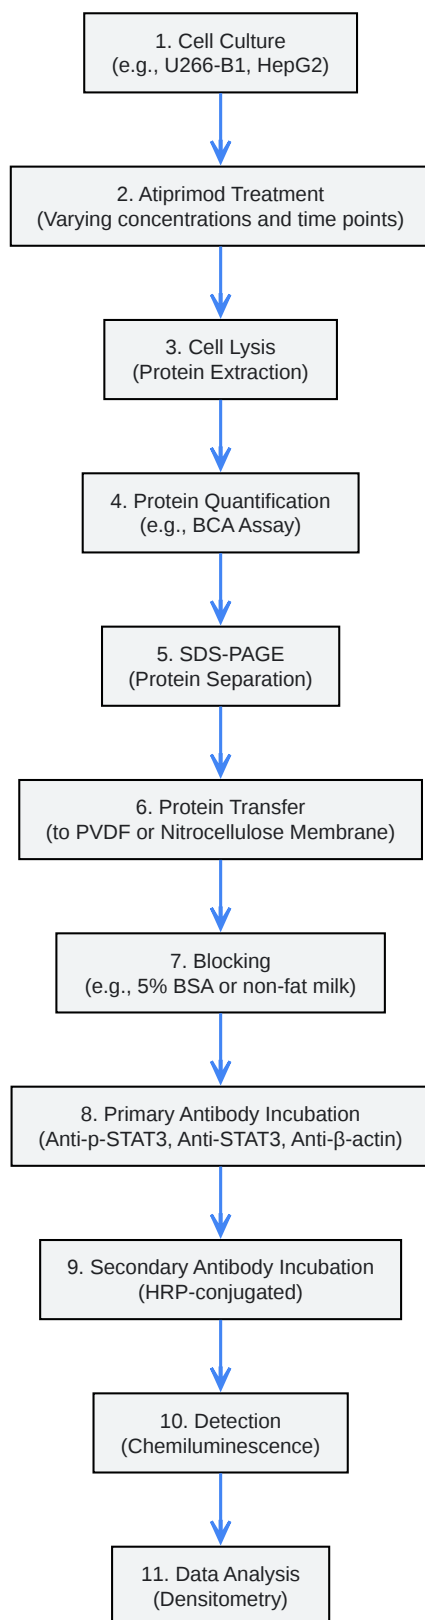 1. Cell Culture
(e.g., U266-B1, HepG2)
2. Atiprimod Treatment
(Varying concentrations and time points)
3. Cell Lysis
(Protein Extraction)
4. Protein Quantification
(e.g., BCA Assay)
5. SDS-PAGE
(Protein Separation)
6. Protein Transfer
(to PVDF or Nitrocellulose Membrane)
7. Blocking
(e.g., 5% BSA or non-fat milk)
8. Primary Antibody Incubation
(Anti-p-STAT3, Anti-STAT3, Anti-β-actin)
9. Secondary Antibody Incubation
(HRP-conjugated)
10. Detection
(Chemiluminescence)
11. Data Analysis
(Densitometry)